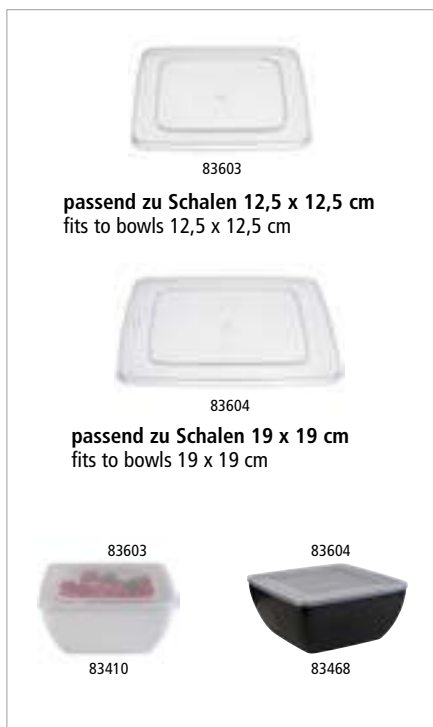 83603
passend zu Schalen 12,5 x 12,5 cm
fits to bowls 12,5 x 12,5 cm
83604
passend zu Schalen 19 x 19 cm
fits to bowls 19 x 19 cm
83603
83604
83410
83468